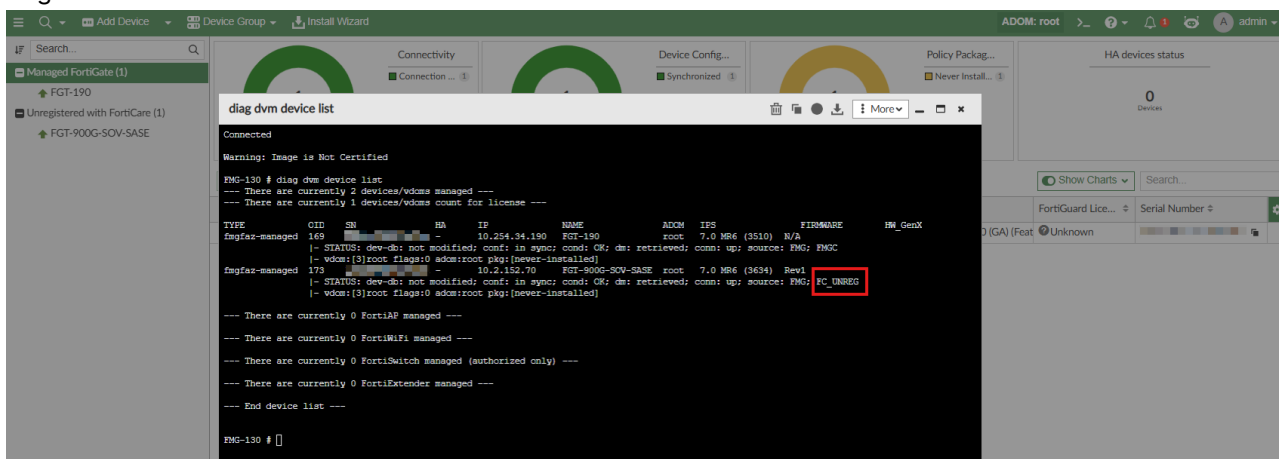 Add Device
Device Group
Install Wizard
ADOM: root
>_
1
A
admin
Search...
Managed FortiGate (1)
FGT-190
Unregistered with FortiCare (1)
FGT-900G-SOV-SASE
Connectivity
Connection ... 1
Device Config...
Synchronized 1
Policy Packag...
Never Install... 1
HA devices status
0
Devices
diag dvm device list
More
Connected
Warning: Image is Not Certified
FMG-130 # diag dvm device list
--- There are currently 2 devices/vdoms managed ---
--- There are currently 1 devices/vdoms count for license ---
TYPE OID SN HA IP NAME ADOM IPS FIRMWARE HW_GenX
fmgfaz-managed 169 - 10.254.34.190 FGT-190 root 7.0 MR6 (3510) N/A
|- STATUS: dev-db: not modified; conf: in sync; cond: OK; dm: retrieved; conn: up; source: FMG; FMGC
|- vdom:[3]root flags:0 adom:root pkg:[never-installed]
fmgfaz-managed 173 - 10.2.152.70 FGT-900G-SOV-SASE root 7.0 MR6 (3634) Rev1
|- STATUS: dev-db: not modified; conf: in sync; cond: OK; dm: retrieved; conn: up; source: FMG; FC_UNREG
|- vdom:[3]root flags:0 adom:root pkg:[never-installed]
--- There are currently 0 FortiAP managed ---
--- There are currently 0 FortiWiFi managed ---
--- There are currently 0 FortiSwitch managed (authorized only) ---
--- There are currently 0 FortiExtender managed ---
--- End device list ---
FMG-130 #
Show Charts
Search...
FortiGuard Lice...
Serial Number
0 (GA) (Feat
Unknown